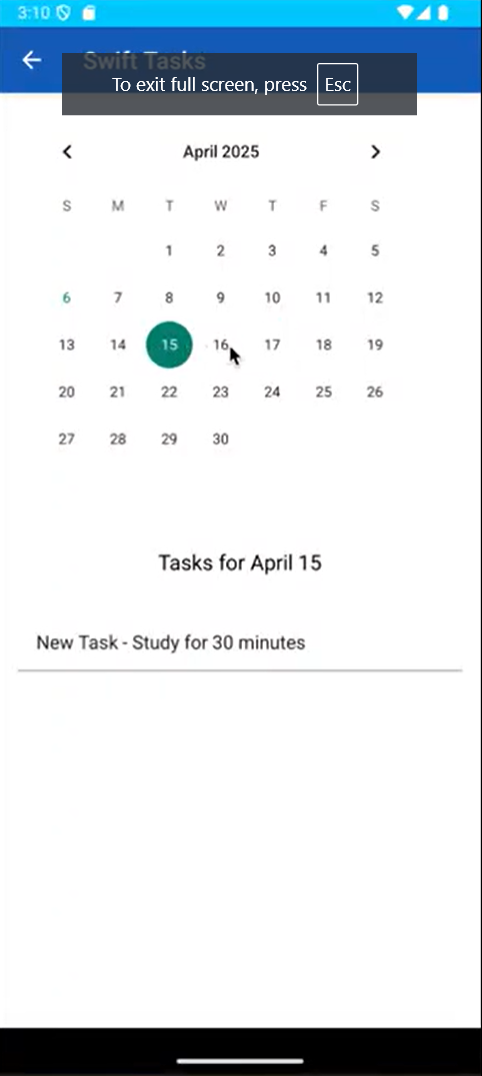 3:10
Swift Tasks
To exit full screen, press Esc
April 2025
S M T W T F S
1 2 3 4 5
6 7 8 9 10 11 12
13 14 15 16 17 18 19
20 21 22 23 24 25 26
27 28 29 30
Tasks for April 15
New Task - Study for 30 minutes